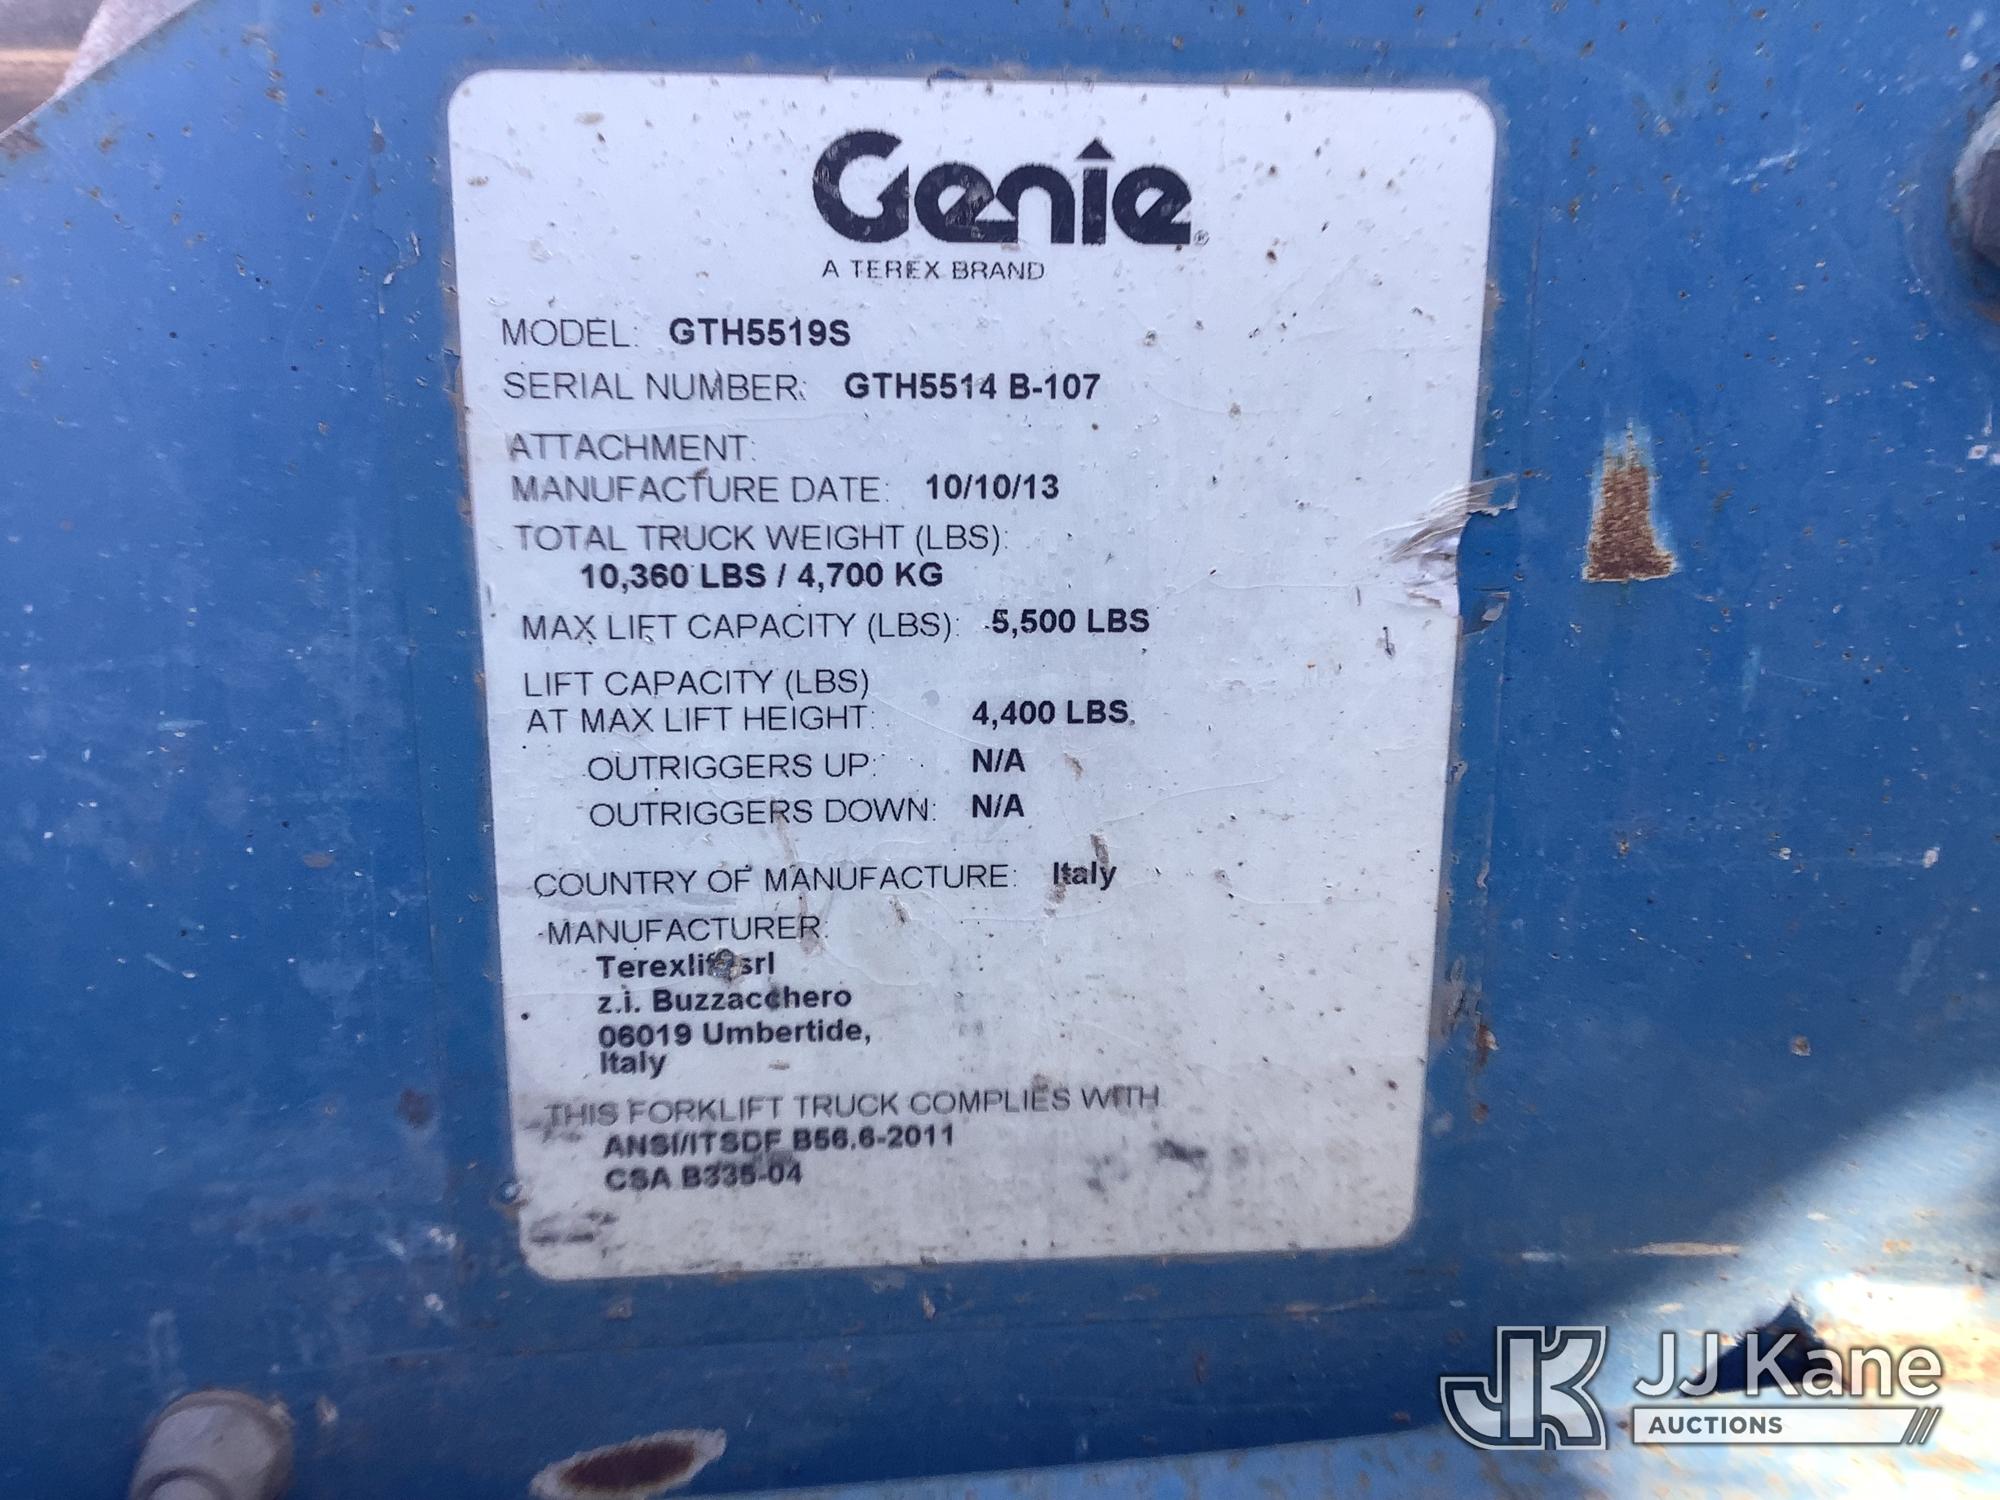 Genie®
A TEREX BRAND
MODEL: GTH5519S
SERIAL NUMBER: GTH5514 B-107
ATTACHMENT:
MANUFACTURE DATE: 10/10/13
TOTAL TRUCK WEIGHT (LBS):
10,360 LBS / 4,700 KG
MAX LIFT CAPACITY (LBS): 5,500 LBS
LIFT CAPACITY (LBS)
AT MAX LIFT HEIGHT: 4,400 LBS
OUTRIGGERS UP: N/A
OUTRIGGERS DOWN: N/A
COUNTRY OF MANUFACTURE: Italy
MANUFACTURER:
Terexlift srl
z.i. Buzzacchero
06019 Umbertide,
Italy
THIS FORKLIFT TRUCK COMPLIES WITH
ANSI/ITSDF B56.6-2011
CSA B335-04
JK JJ Kane
AUCTIONS